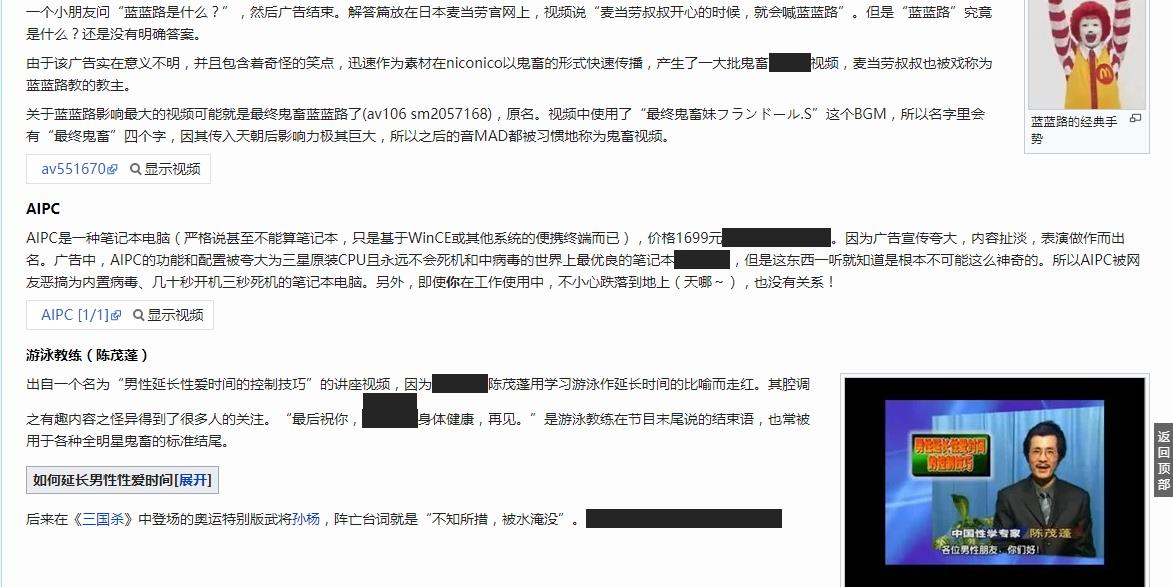 一个小朋友问“蓝蓝路是什么？”，然后广告结束。解答篇放在日本麦当劳官网上，视频说“麦当劳叔叔开心的时候，就会喊蓝蓝路”。但是“蓝蓝路”究竟
是什么？还是没有明确答案。
由于该广告实在意义不明，并且包含着奇怪的笑点，迅速作为素材在niconico以鬼畜的形式快速传播，产生了一大批鬼畜视频，麦当劳叔叔也被戏称为
蓝蓝路教的教主。
关于蓝蓝路影响最大的视频可能就是最终鬼畜蓝蓝路了(av106 sm2057168)，原名。视频中使用了“最终鬼畜妹フランドール.S”这个BGM，所以名字里会
有“最终鬼畜”四个字，因其传入天朝后影响力极其巨大，所以之后的音MAD都被习惯地称为鬼畜视频。
蓝蓝路的经典手
势
av551670 显示视频
AIPC
AIPC是一种笔记本电脑（严格说甚至不能算笔记本，只是基于WinCE或其他系统的便携终端而已），价格1699元。因为广告宣传夸大，内容扯淡，表演做作而出
名。广告中，AIPC的功能和配置被夸大为三星原装CPU且永远不会死机和中病毒的世界上最优良的笔记本，但是这东西一听就知道是根本不可能这么神奇的。所以AIPC被网
友恶搞为内置病毒、几十秒开机三秒死机的笔记本电脑。另外，即使你在工作使用中，不小心跌落到地上（天哪～），也没有关系！
AIPC [1/1] 显示视频
游泳教练（陈茂蓬）
出自一个名为“男性延长性爱时间的控制技巧”的讲座视频，因为陈茂蓬用学习游泳作延长时间的比喻而走红。其腔调
之有趣内容之怪异得到了很多人的关注。“最后祝你，身体健康，再见。”是游泳教练在节目末尾说的结束语，也常被
用于各种全明星鬼畜的标准结尾。
如何延长男性性爱时间[展开]
后来在《三国杀》中登场的奥运特别版武将孙杨，阵亡台词就是“不知所措，被水淹没”。
男性延长性爱时间
的控制技巧
中国性学专家 陈茂蓬
各位男性朋友，你们好！
返
回
顶
部